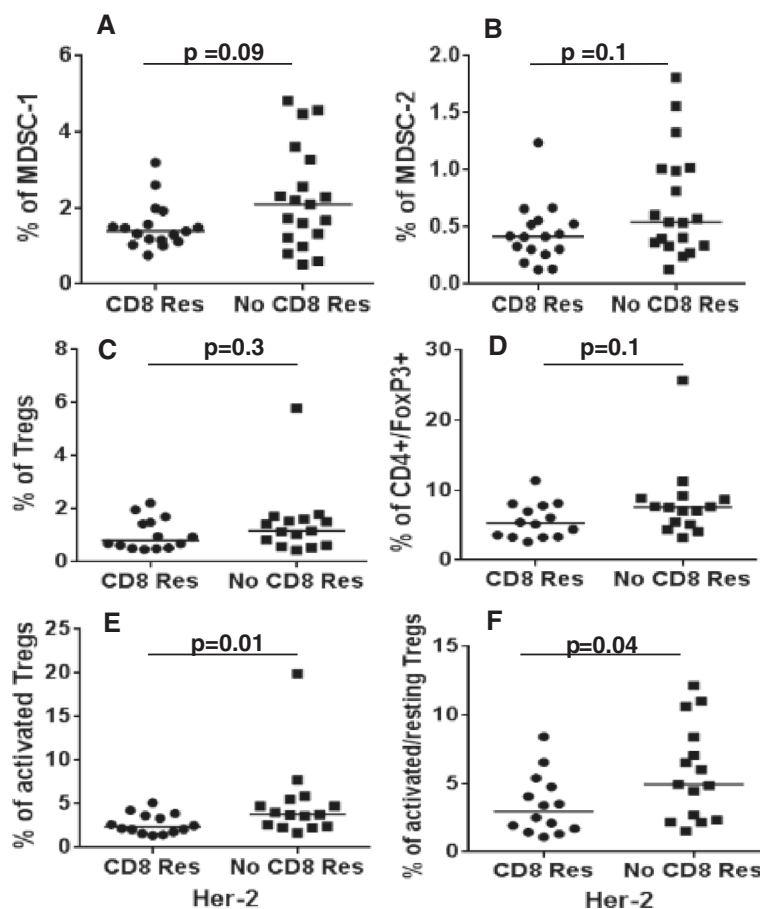 A
p =0.09
% of MDSC-1
6
4
2
0
CD8 Res
No CD8 Res
B
p =0.1
% of MDSC-2
2.0
1.5
1.0
0.5
0.0
CD8 Res
No CD8 Res
C
p=0.3
% of Tregs
8
6
4
2
0
CD8 Res
No CD8 Res
D
p=0.1
% of CD4+/FoxP3+
30
20
10
0
CD8 Res
No CD8 Res
E
p=0.01
% of activated Tregs
25
20
15
10
5
0
CD8 Res
No CD8 Res
Her-2
F
p=0.04
% of activated/resting Tregs
15
10
5
0
CD8 Res
No CD8 Res
Her-2